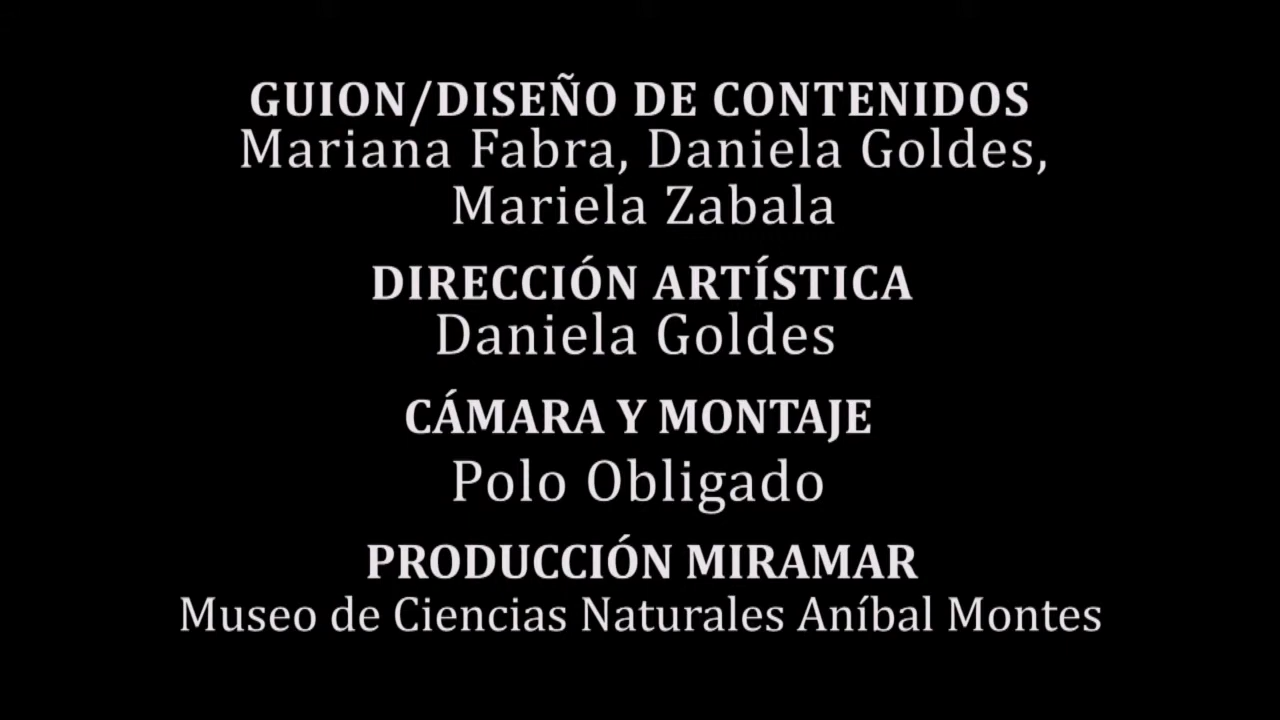 GUION/DISEÑO DE CONTENIDOS
Mariana Fabra, Daniela Goldes,
Mariela Zabala
DIRECCIÓN ARTÍSTICA
Daniela Goldes
CÁMARA Y MONTAJE
Polo Obligado
PRODUCCIÓN MIRAMAR
Museo de Ciencias Naturales Aníbal Montes